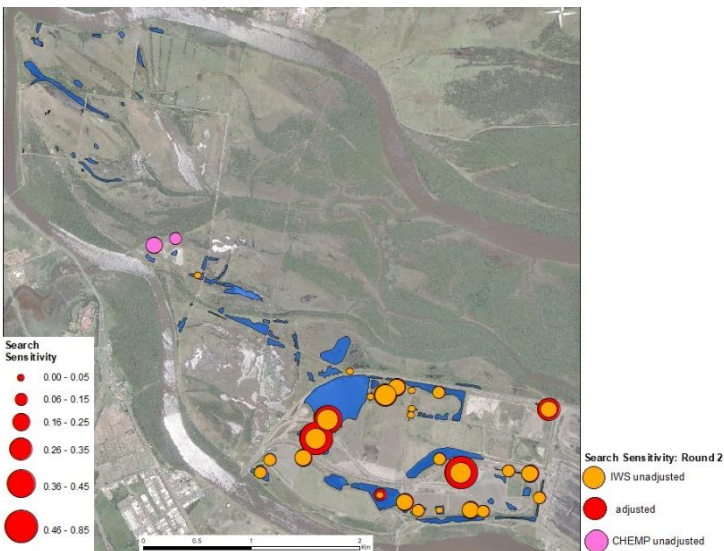 Search
Sensitivity
0.00 - 0.05
0.06 - 0.15
0.16 - 0.25
0.26 - 0.35
0.36 - 0.45
0.46 - 0.85
0
0.5
1
2
Km
Search Sensitivity: Round 2
IWS unadjusted
adjusted
CHEMP unadjusted